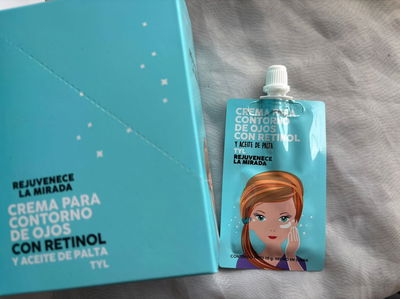 REJUVENECE
LA MIRADA
CREMA PARA
CONTORNO
DE OJOS
CON RETINOL
Y ACEITE DE PALTA
TYL
CREMA PARA
CONTORNO
DE OJOS
CON RETINOL
Y ACEITE DE PALTA
TYL
REJUVENECE
LA MIRADA